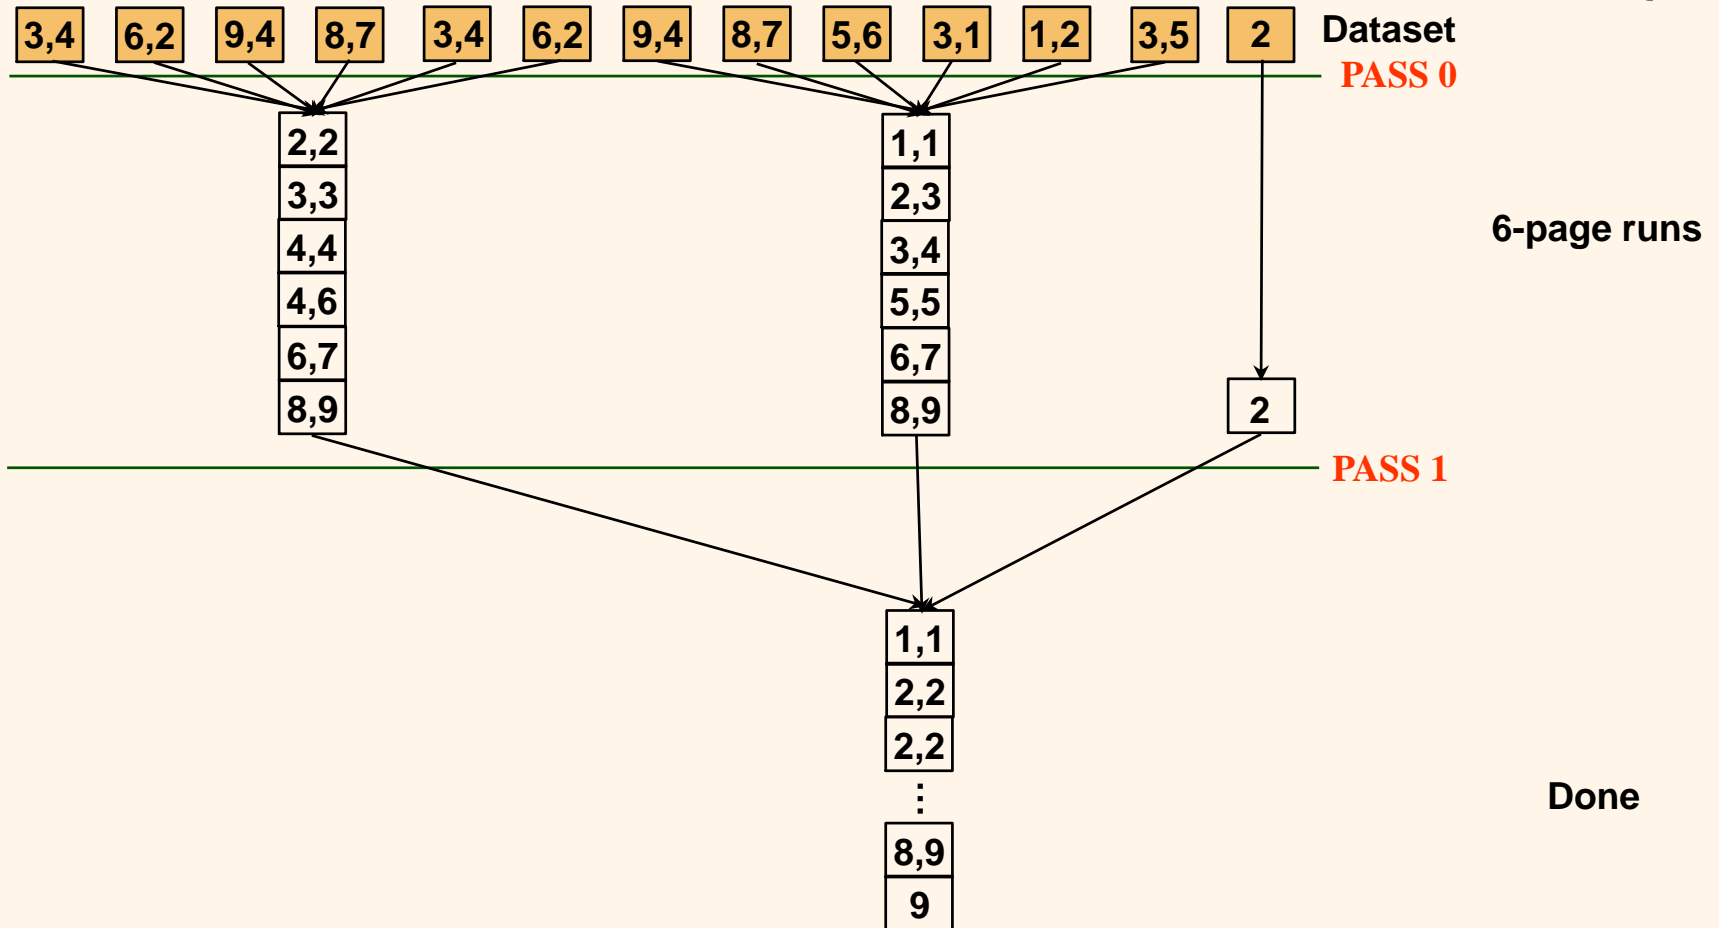 3,4 6,2 9,4 8,7 3,4 6,2 9,4 8,7 5,6 3,1 1,2 3,5 2 Dataset
PASS 0
2,2 1,1
3,3 2,3
6-page runs
4,4 3,4
4,6 5,5
6,7 6,7
8,9 8,9 2
PASS 1
1,1
2,2
2,2
⋮
Done
8,9
9